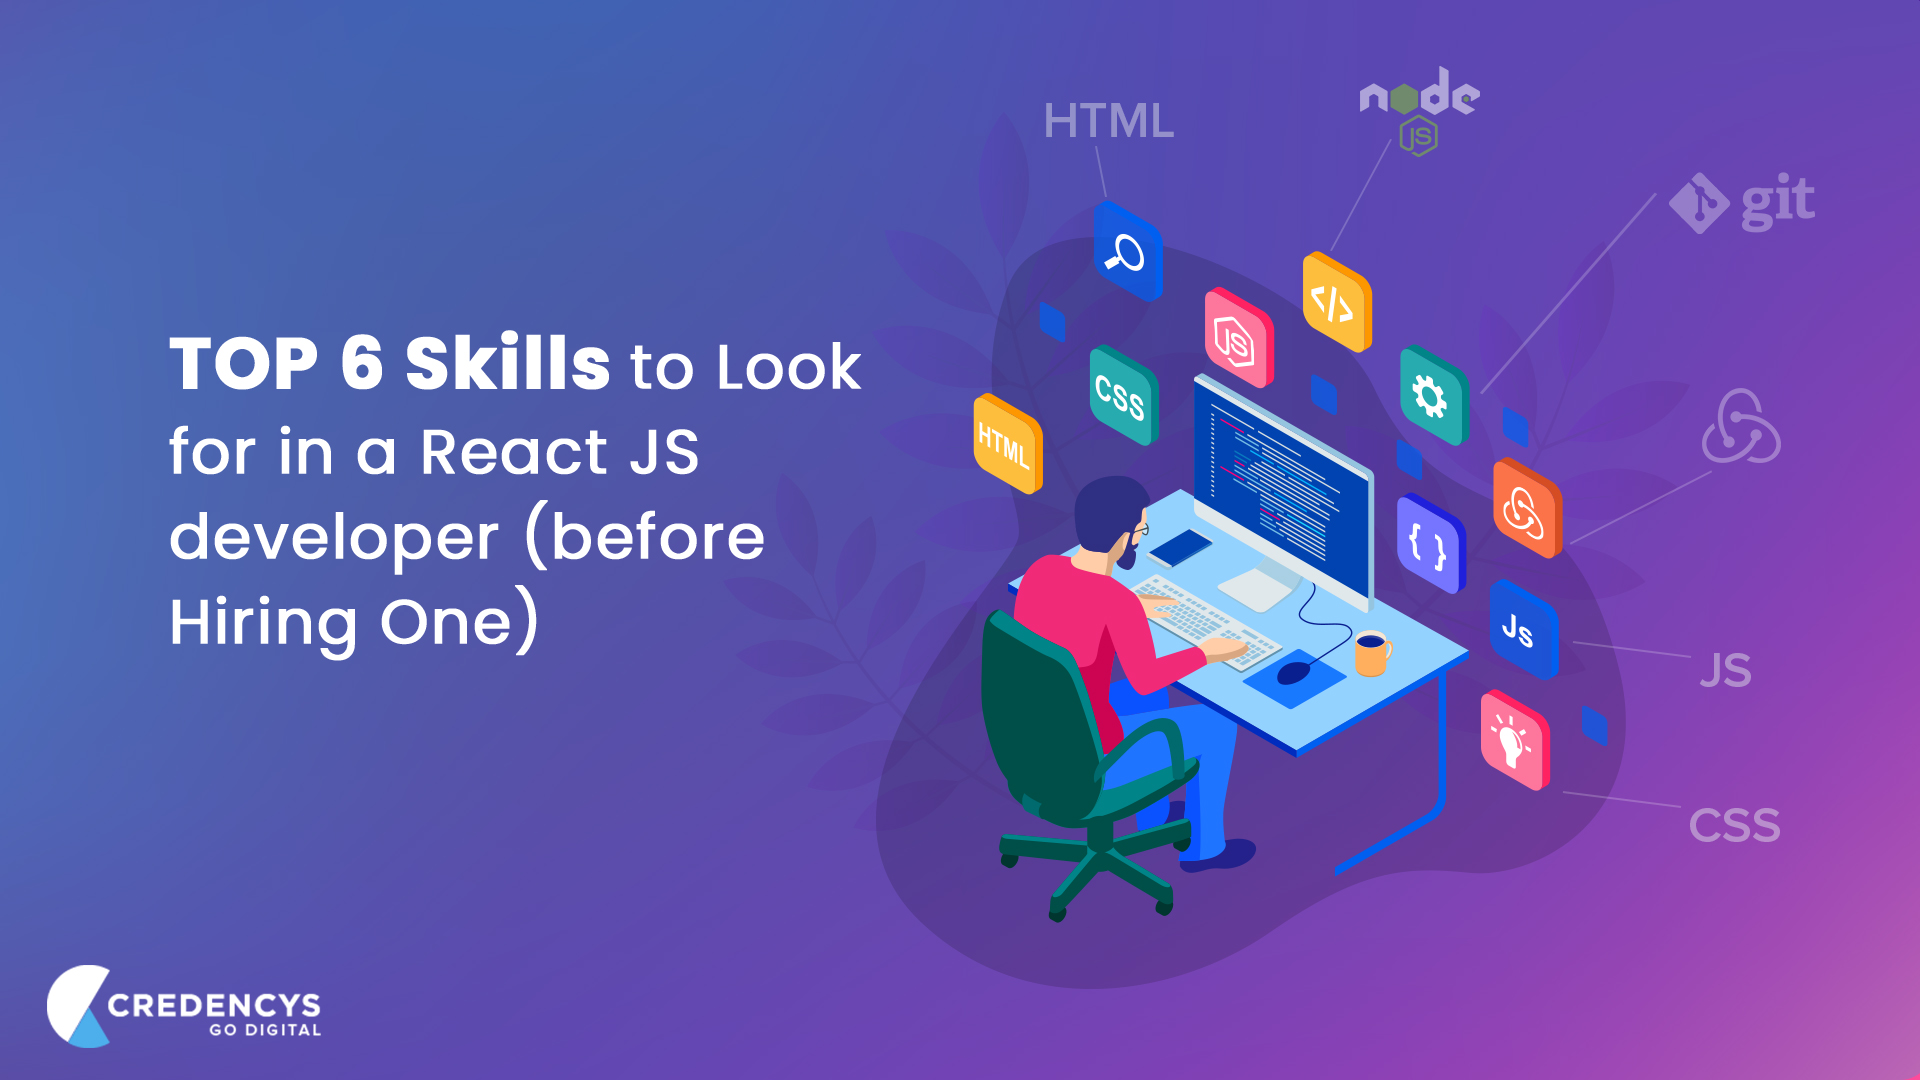 HTML
node
JS
git
JS
</>
CSS
HTML
{ }
TOP 6 Skills to Look
for in a React JS
developer (before
Hiring One)
Js
JS
CSS
CREDENCYS
GO DIGITAL